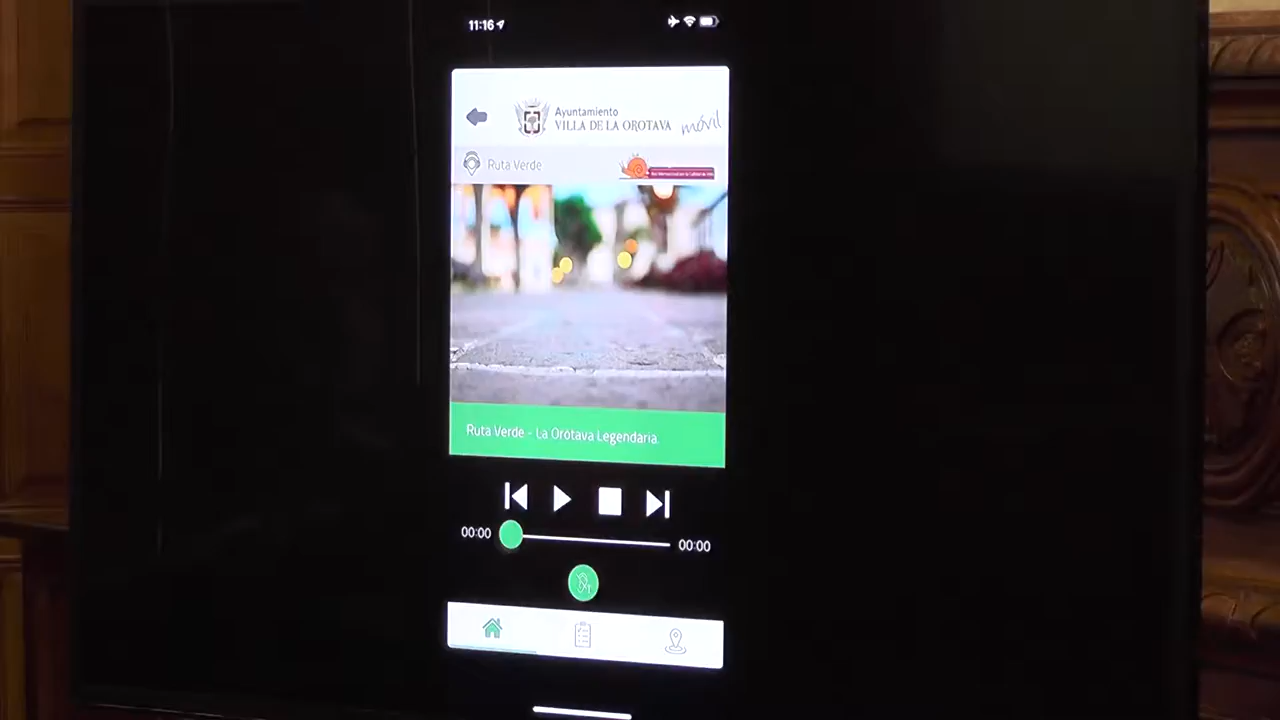 11:16
Ayuntamiento
VILLA DE LA OROTAVA móvil
Ruta Verde
Ruta Verde - La Orotava Legendaria.
00:00
00:00